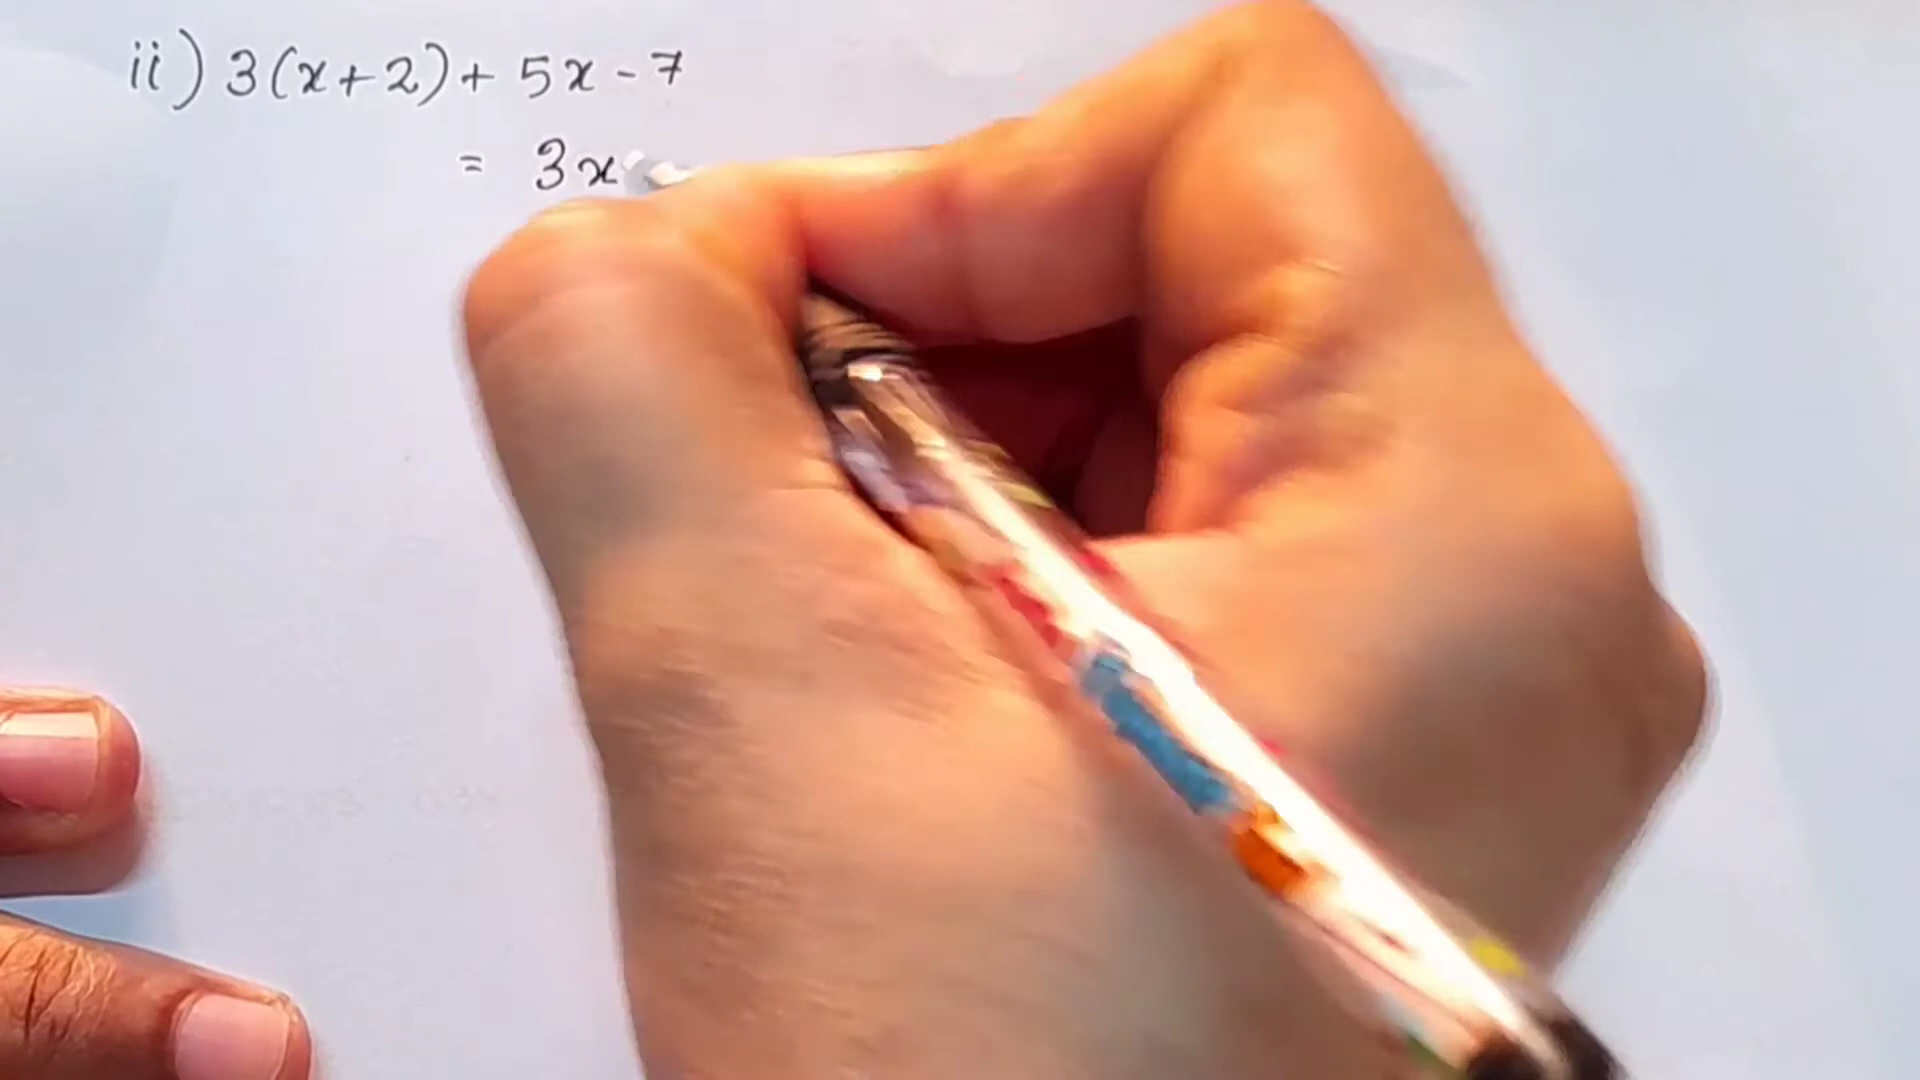 ii) 3(x+2)+ 5x - 7
= 3x